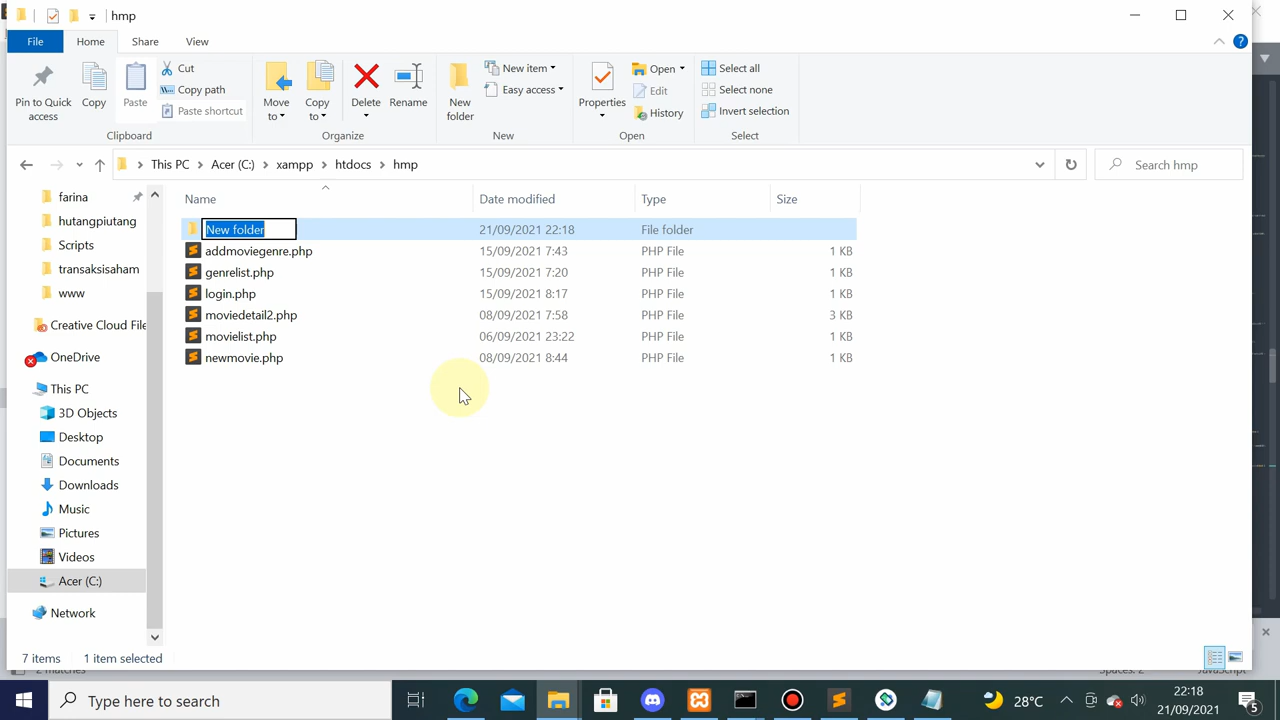 hmp
File Home Share View
Cut
Copy path
Paste shortcut
Pin to Quick access
Copy
Paste
Clipboard
Move to
Copy to
Delete
Rename
Organize
New folder
New item
Easy access
New
Properties
Open
Edit
History
Open
Select all
Select none
Invert selection
Select
This PC > Acer (C:) > xampp > htdocs > hmp
Search hmp
farina
hutangpiutang
Scripts
transaksisaham
www
Creative Cloud File
OneDrive
This PC
3D Objects
Desktop
Documents
Downloads
Music
Pictures
Videos
Acer (C:)
Network
Name Date modified Type Size
New folder 21/09/2021 22:18 File folder
addmoviegenre.php 15/09/2021 7:43 PHP File 1 KB
genrelist.php 15/09/2021 7:20 PHP File 1 KB
login.php 15/09/2021 8:17 PHP File 1 KB
moviedetail2.php 08/09/2021 7:58 PHP File 3 KB
movielist.php 06/09/2021 23:22 PHP File 1 KB
newmovie.php 08/09/2021 8:44 PHP File 1 KB
7 items 1 item selected
Type here to search
28°C
22:18
21/09/2021
5